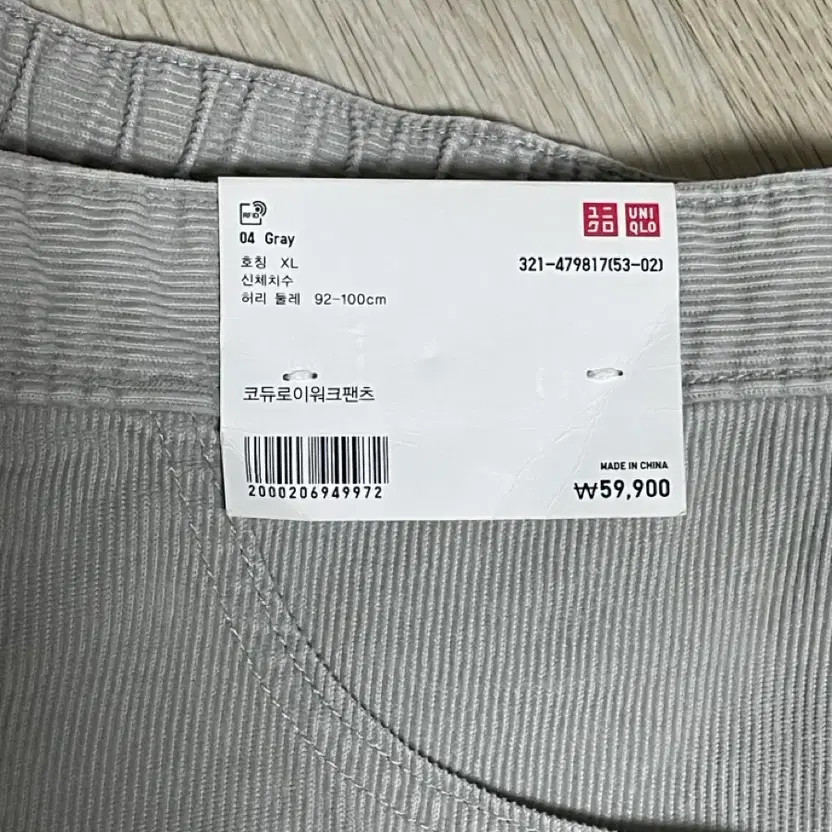 RFID
ユニ
クロ
UNI
QLO
04 Gray
호칭 XL
321-479817(53-02)
신체치수
허리 둘레 92-100cm
코듀로이워크팬츠
2000206949972
MADE IN CHINA
₩59,900